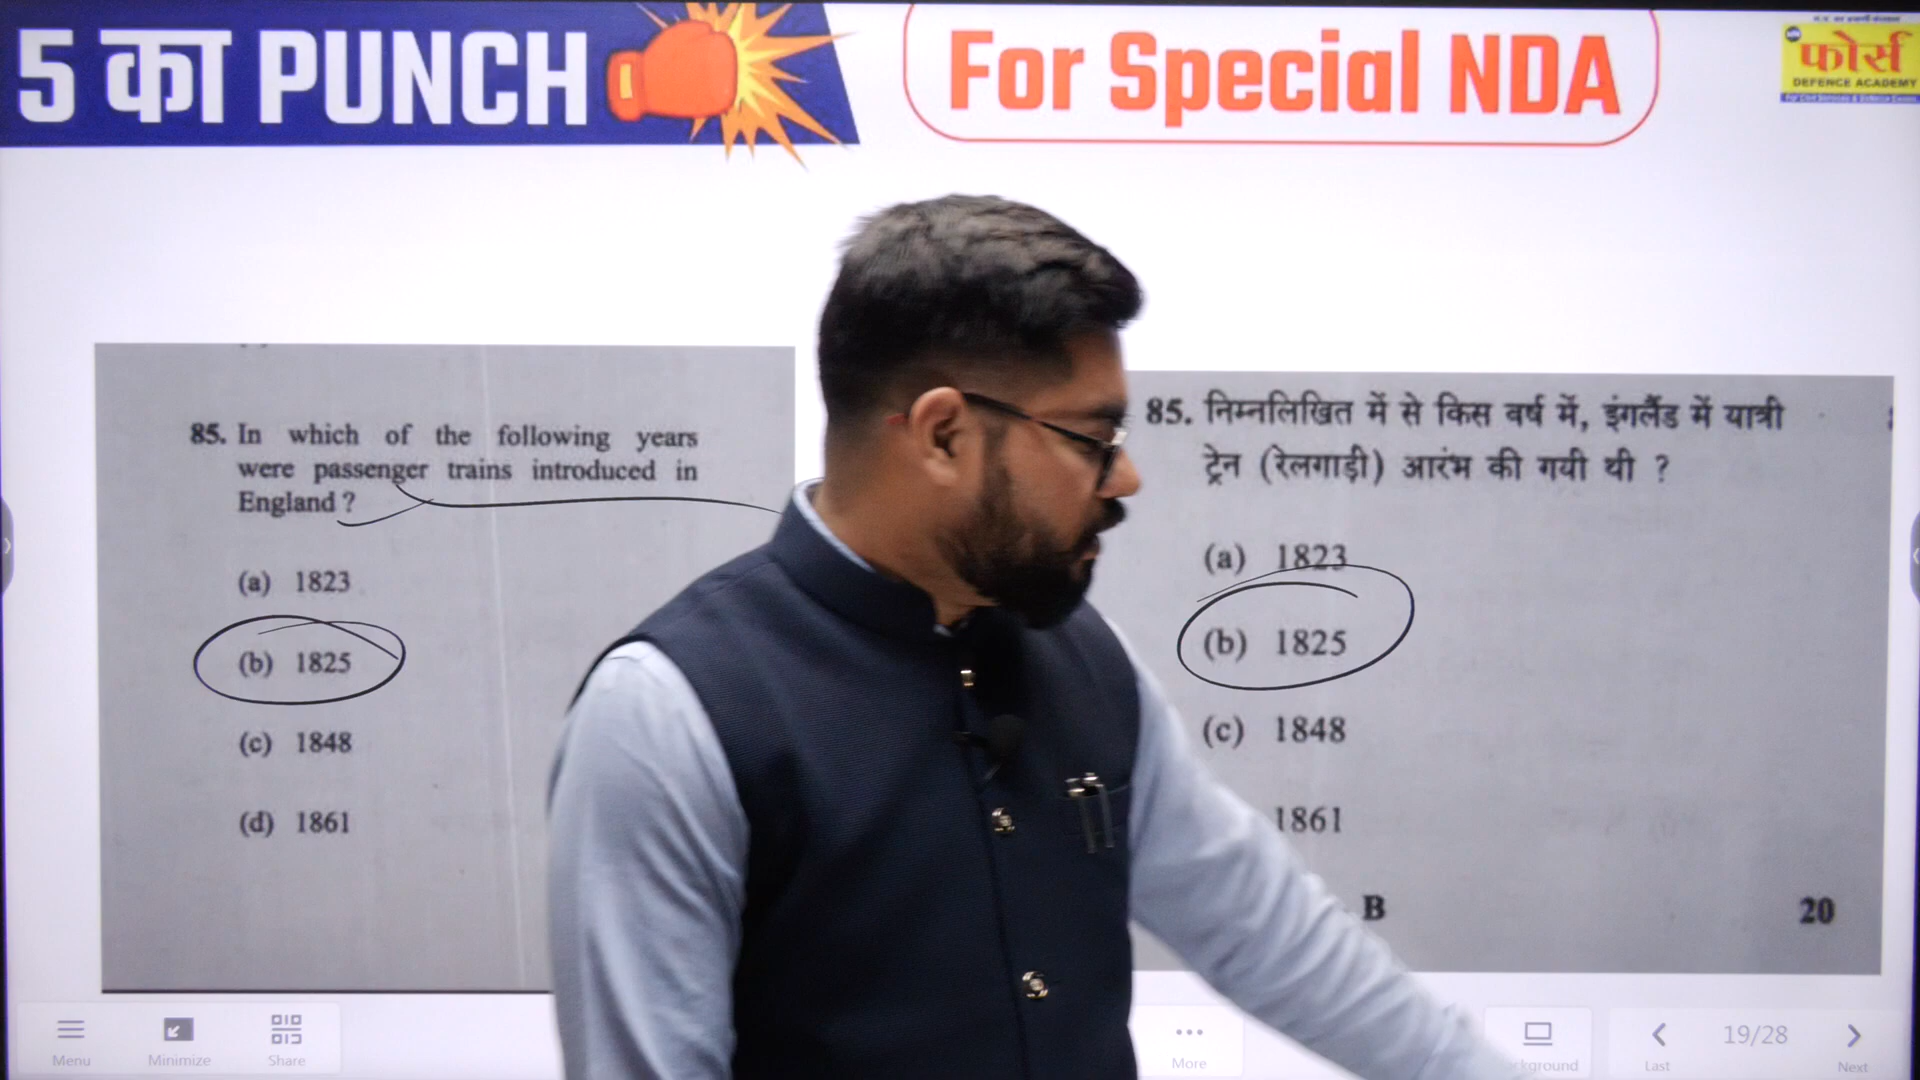 5 का PUNCH
For Special NDA
फोर्स
DEFENCE ACADEMY
85. In which of the following years
were passenger trains introduced in
England ?
(a) 1823
(b) 1825
(c) 1848
(d) 1861
85. निम्नलिखित में से किस वर्ष में, इंगलैंड में यात्री
ट्रेन (रेलगाड़ी) आरंभ की गयी थी ?
(a) 1823
(b) 1825
(c) 1848
1861
B
20
Menu
Minimize
Share
More
ckground
Last
19/28
Next